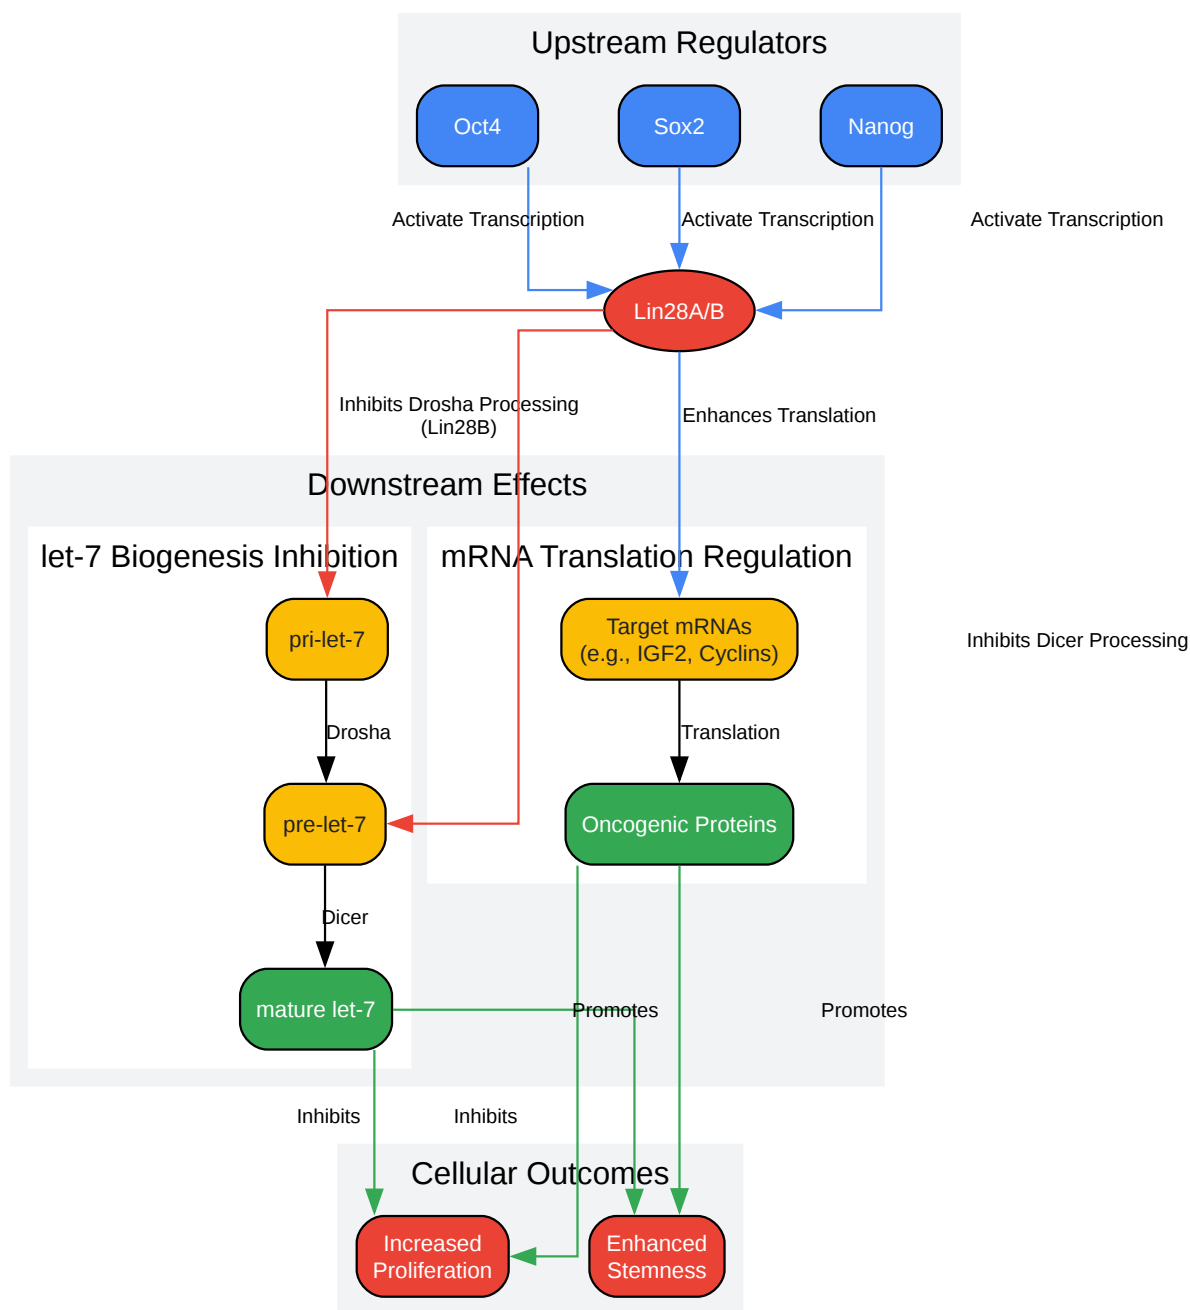 Upstream Regulators
Oct4
Sox2
Nanog
Activate Transcription
Activate Transcription
Activate Transcription
Lin28A/B
Inhibits Drosha Processing
(Lin28B)
Enhances Translation
Downstream Effects
let-7 Biogenesis Inhibition
mRNA Translation Regulation
pri-let-7
Target mRNAs
(e.g., IGF2, Cyclins)
Inhibits Dicer Processing
Drosha
Translation
pre-let-7
Oncogenic Proteins
Dicer
mature let-7
Promotes
Promotes
Inhibits
Inhibits
Cellular Outcomes
Increased
Proliferation
Enhanced
Stemness